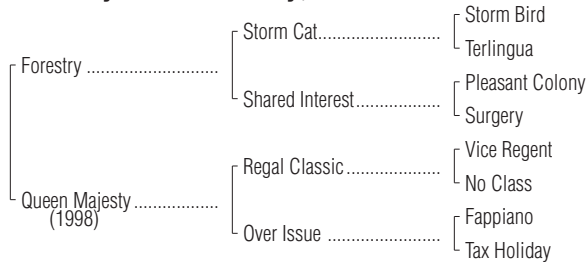 Storm Bird
Storm Cat..............................
Terlingua
Forestry ................................
Pleasant Colony
Shared Interest.....................
Surgery
Vice Regent
Regal Classic.......................
No Class
Queen Majesty .....................
(1998)
Fappiano
Over Issue ............................
Tax Holiday